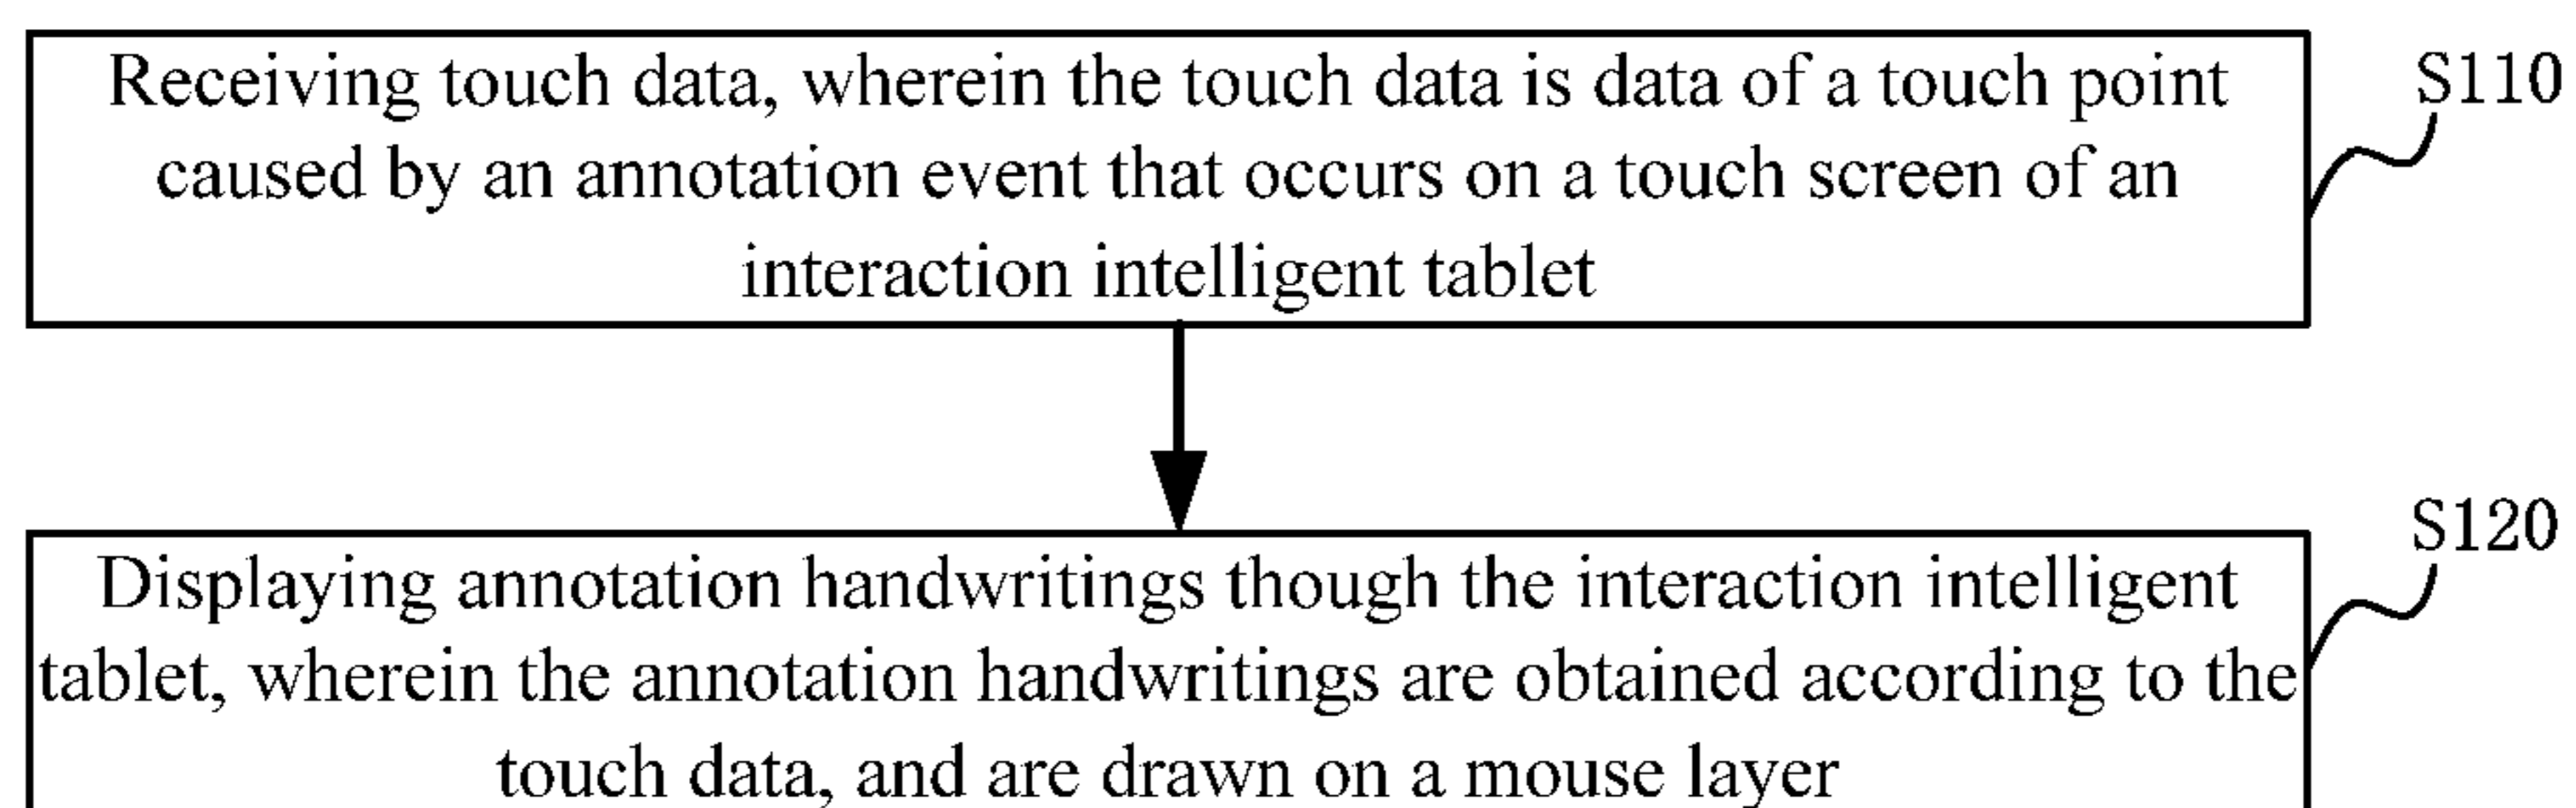 Receiving touch data, wherein the touch data is data of a touch point
caused by an annotation event that occurs on a touch screen of an
interaction intelligent tablet
S110
Displaying annotation handwritings though the interaction intelligent
tablet, wherein the annotation handwritings are obtained according to the
touch data, and are drawn on a mouse layer
S120